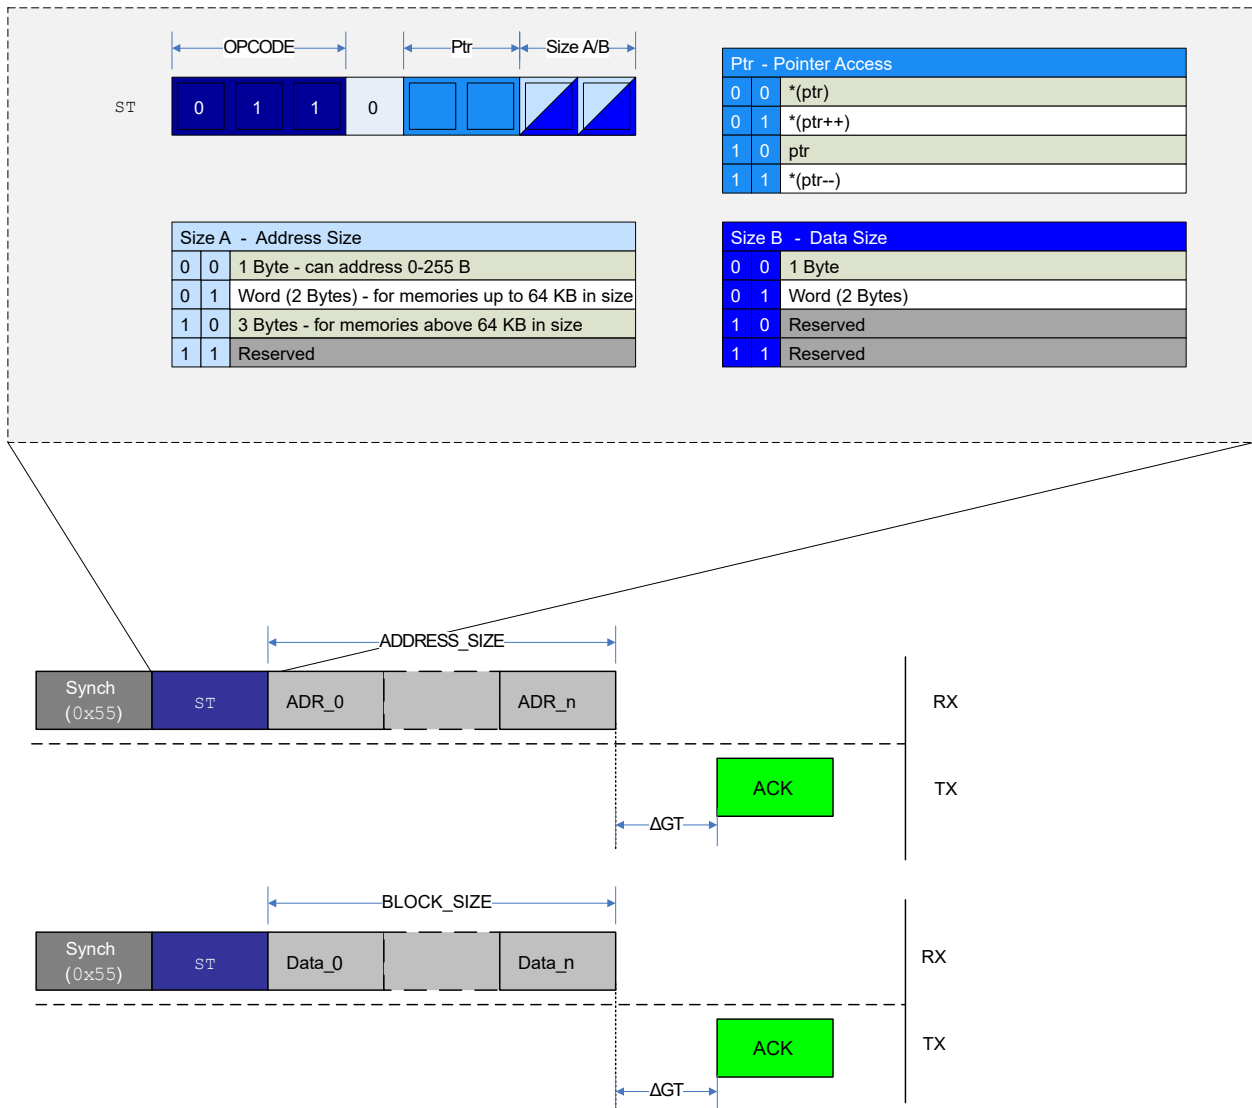 OPCODE Ptr Size A/B
ST 0 1 1 0
Ptr - Pointer Access
0 0 *(ptr)
0 1 *(ptr++)
1 0 ptr
1 1 *(ptr--)
Size A - Address Size
0 0 1 Byte - can address 0-255 B
0 1 Word (2 Bytes) - for memories up to 64 KB in size
1 0 3 Bytes - for memories above 64 KB in size
1 1 Reserved
Size B - Data Size
0 0 1 Byte
0 1 Word (2 Bytes)
1 0 Reserved
1 1 Reserved
ADDRESS_SIZE
Synch
(0x55)
ST ADR_0 ADR_n RX
ACK TX
ΔGT
BLOCK_SIZE
Synch
(0x55)
ST Data_0 Data_n RX
ACK TX
ΔGT